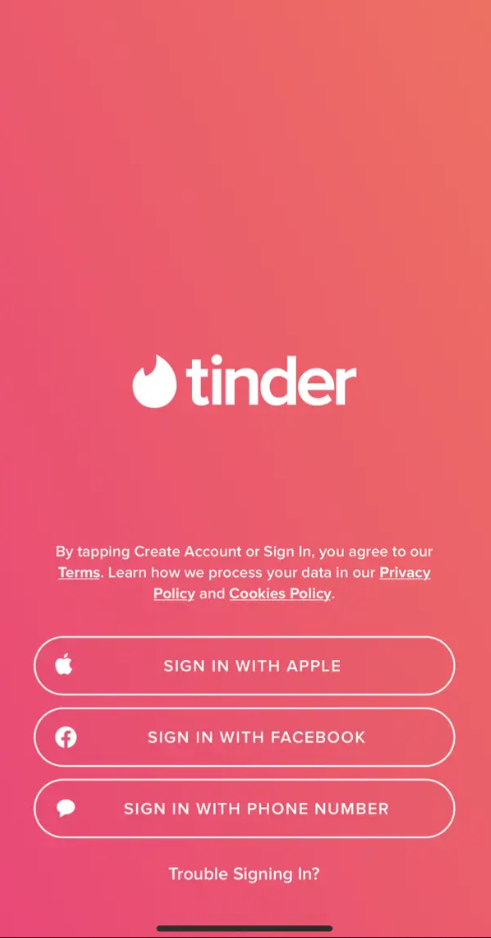 tinder
By tapping Create Account or Sign In, you agree to our
Terms. Learn how we process your data in our Privacy
Policy and Cookies Policy.
SIGN IN WITH APPLE
SIGN IN WITH FACEBOOK
SIGN IN WITH PHONE NUMBER
Trouble Signing In?